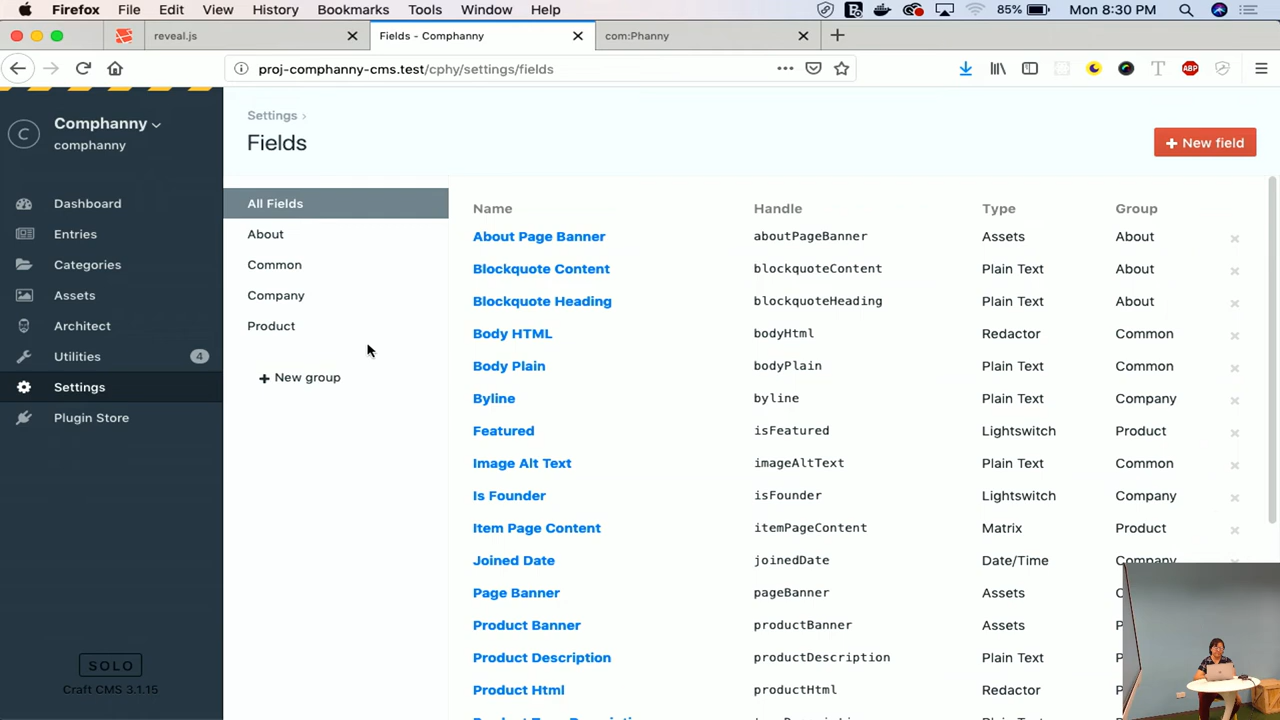 Firefox File Edit View History Bookmarks Tools Window Help 85% Mon 8:30 PM
reveal.js Fields - Comphanny com:Phanny
proj-comphanny-cms.test/cphy/settings/fields ABP
C Comphanny
comphanny
Dashboard
Entries
Categories
Assets
Architect
Utilities 4
Settings
Plugin Store
SOLO
Craft CMS 3.1.15
Settings ›
Fields
+ New field
All Fields
About
Common
Company
Product
+ New group
Name Handle Type Group
About Page Banner aboutPageBanner Assets About
Blockquote Content blockquoteContent Plain Text About
Blockquote Heading blockquoteHeading Plain Text About
Body HTML bodyHtml Redactor Common
Body Plain bodyPlain Plain Text Common
Byline byline Plain Text Company
Featured isFeatured Lightswitch Product
Image Alt Text imageAltText Plain Text Common
Is Founder isFounder Lightswitch Company
Item Page Content itemPageContent Matrix Product
Joined Date joinedDate Date/Time Company
Page Banner pageBanner Assets
Product Banner productBanner Assets
Product Description productDescription Plain Text
Product Html productHtml Redactor